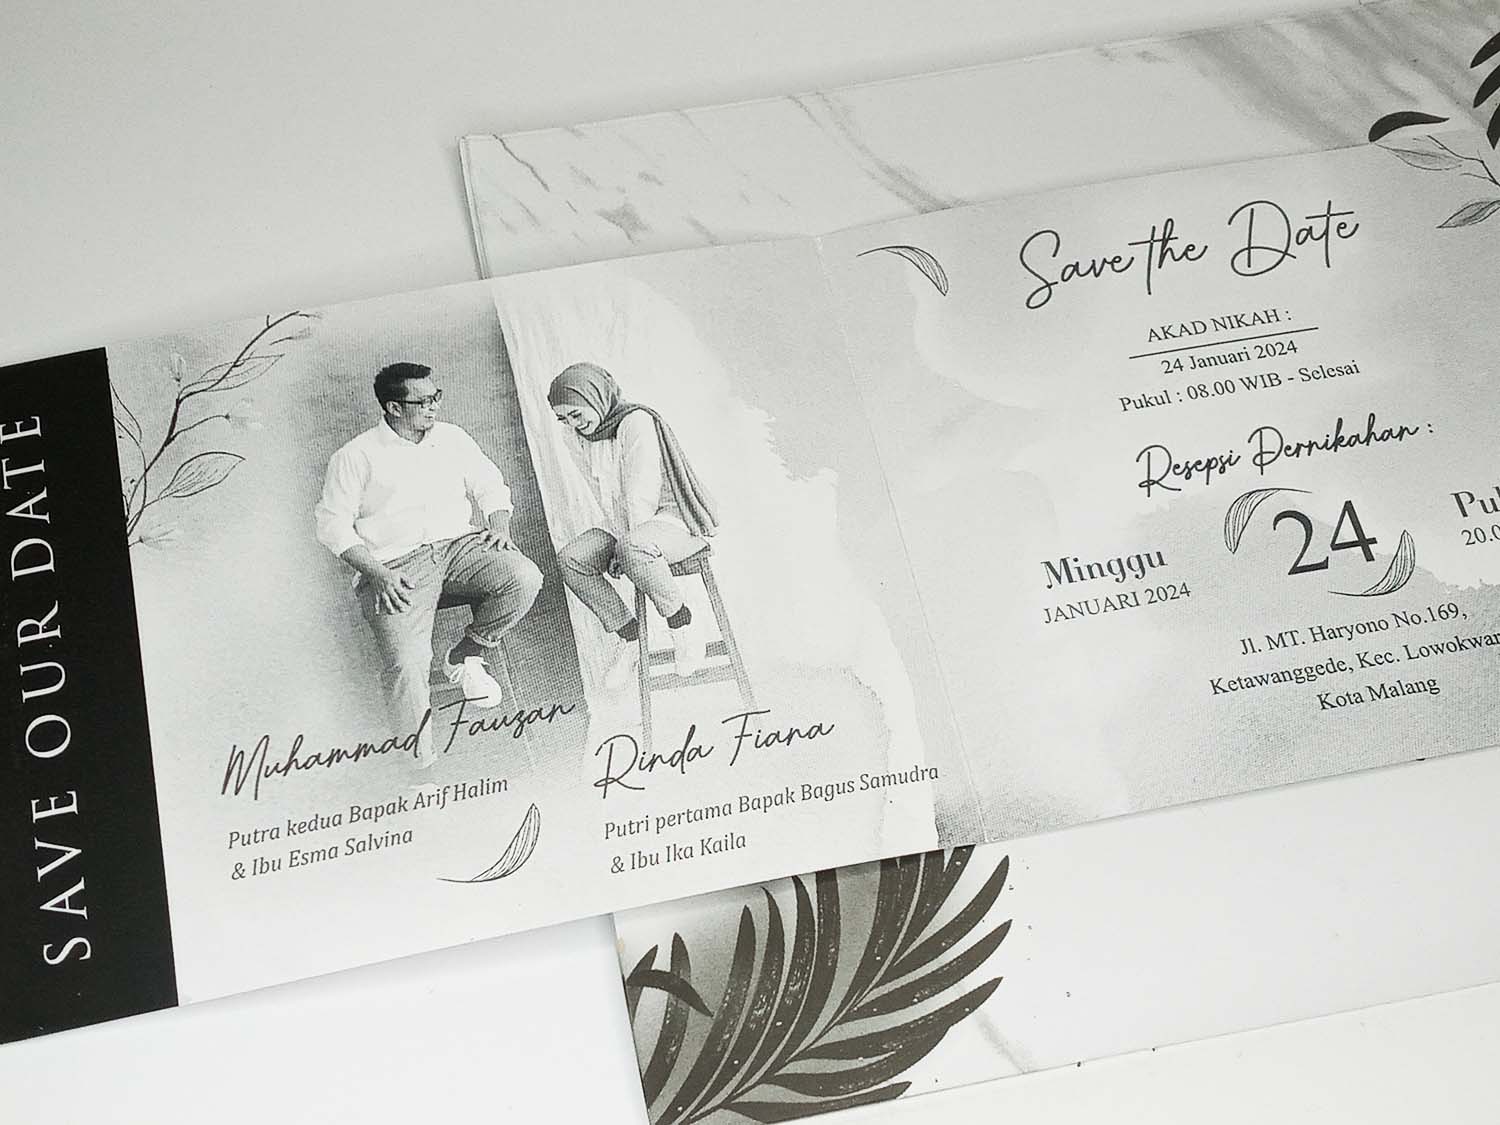 SAVE OUR DATE
Muhammad Fauzan
Putra kedua Bapak Arif Halim
& Ibu Esma Salvina
Rinda Fiana
Putri pertama Bapak Bagus Samudra
& Ibu Ika Kaila
Save the Date
AKAD NIKAH :
24 Januari 2024
Pukul : 08.00 WIB - Selesai
Resepsi Pernikahan :
Minggu
JANUARI 2024
24
Jl. MT. Haryono No.169,
Ketawanggede, Kec.
Kota Malang